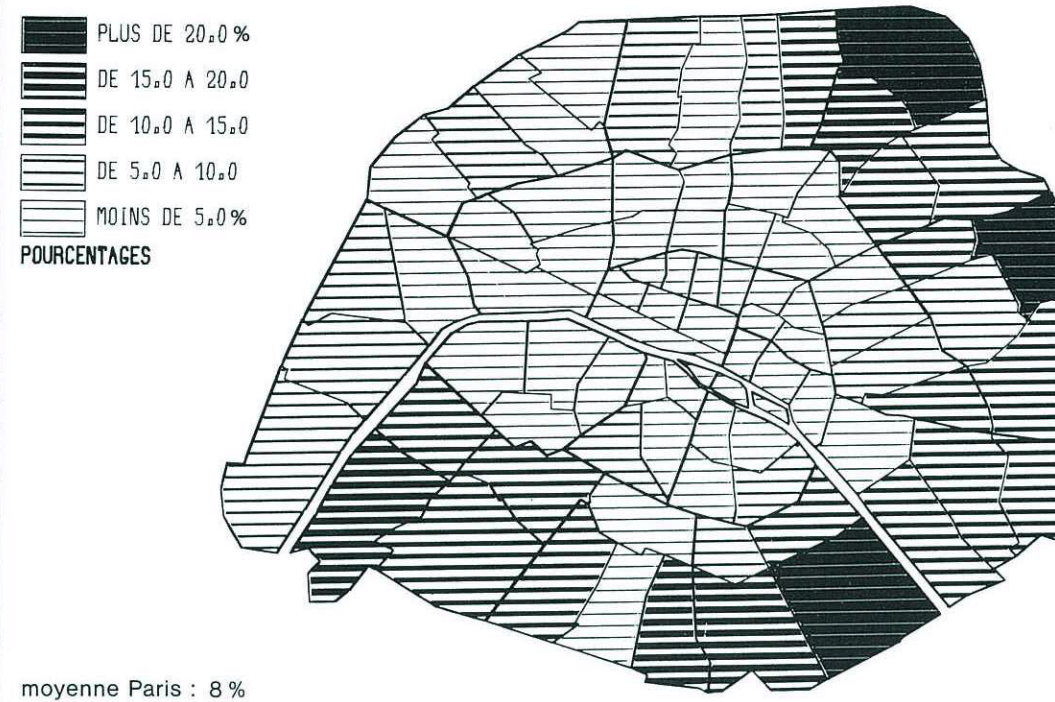 PLUS DE 20.0%
DE 15.0 A 20.0
DE 10.0 A 15.0
DE 5.0 A 10.0
MOINS DE 5.0%
POURCENTAGES
moyenne Paris : 8 %